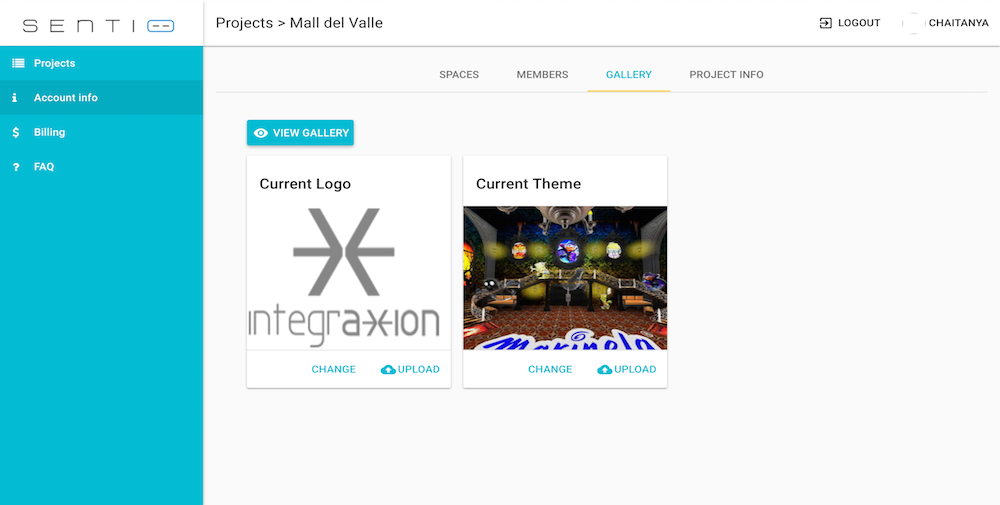 SENTI
Projects > Mall del Valle
LOGOUT
CHAITANYA
Projects
Account info
$ Billing
? FAQ
SPACES
MEMBERS
GALLERY
PROJECT INFO
VIEW GALLERY
Current Logo
integraxion
CHANGE
UPLOAD
Current Theme
CHANGE
UPLOAD